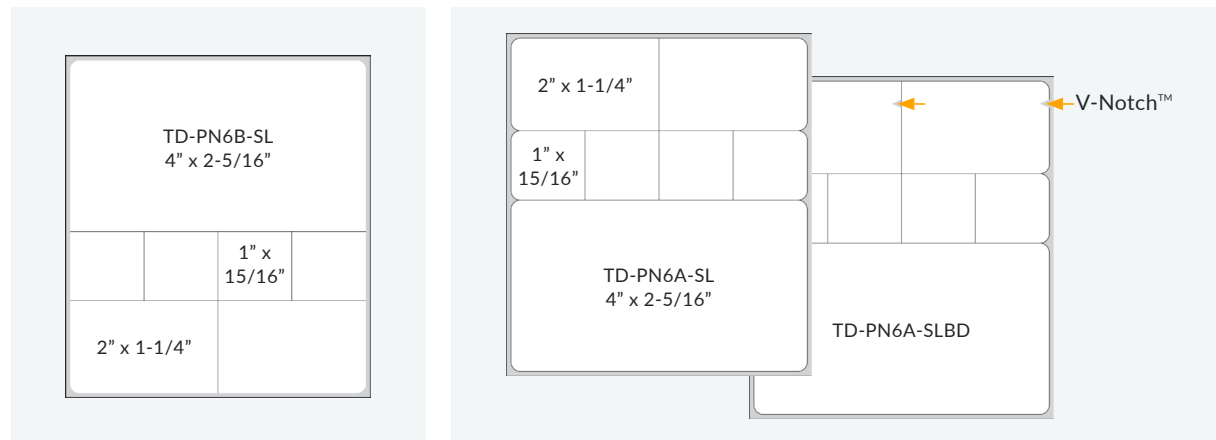 TD-PN6B-SL
4” x 2-5/16”
1” x
15/16”
2” x 1-1/4”
2” x 1-1/4”
1” x
15/16”
TD-PN6A-SL
4” x 2-5/16”
V-Notch™
TD-PN6A-SLBD